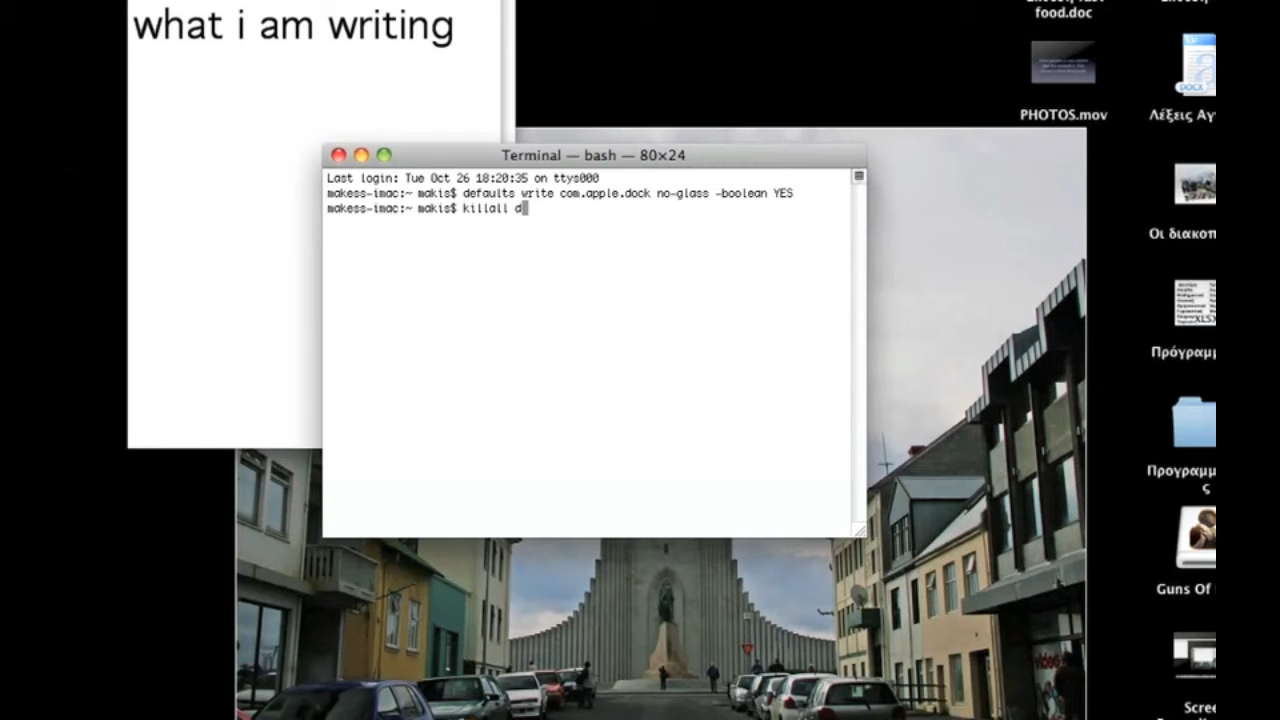 what i am writing
food.doc
PHOTOS.mov
DOCX
Λέξεις Αγ
Terminal — bash — 80×24
Last login: Tue Oct 26 18:20:35 on ttys000
makess-imac:~ makis$ defaults write com.apple.dock no-glass -boolean YES
makess-imac:~ makis$ killall d
Οι διακοπ
XLSX
Πρόγραμμ
Προγραμμ
ς
Guns Of
Scree